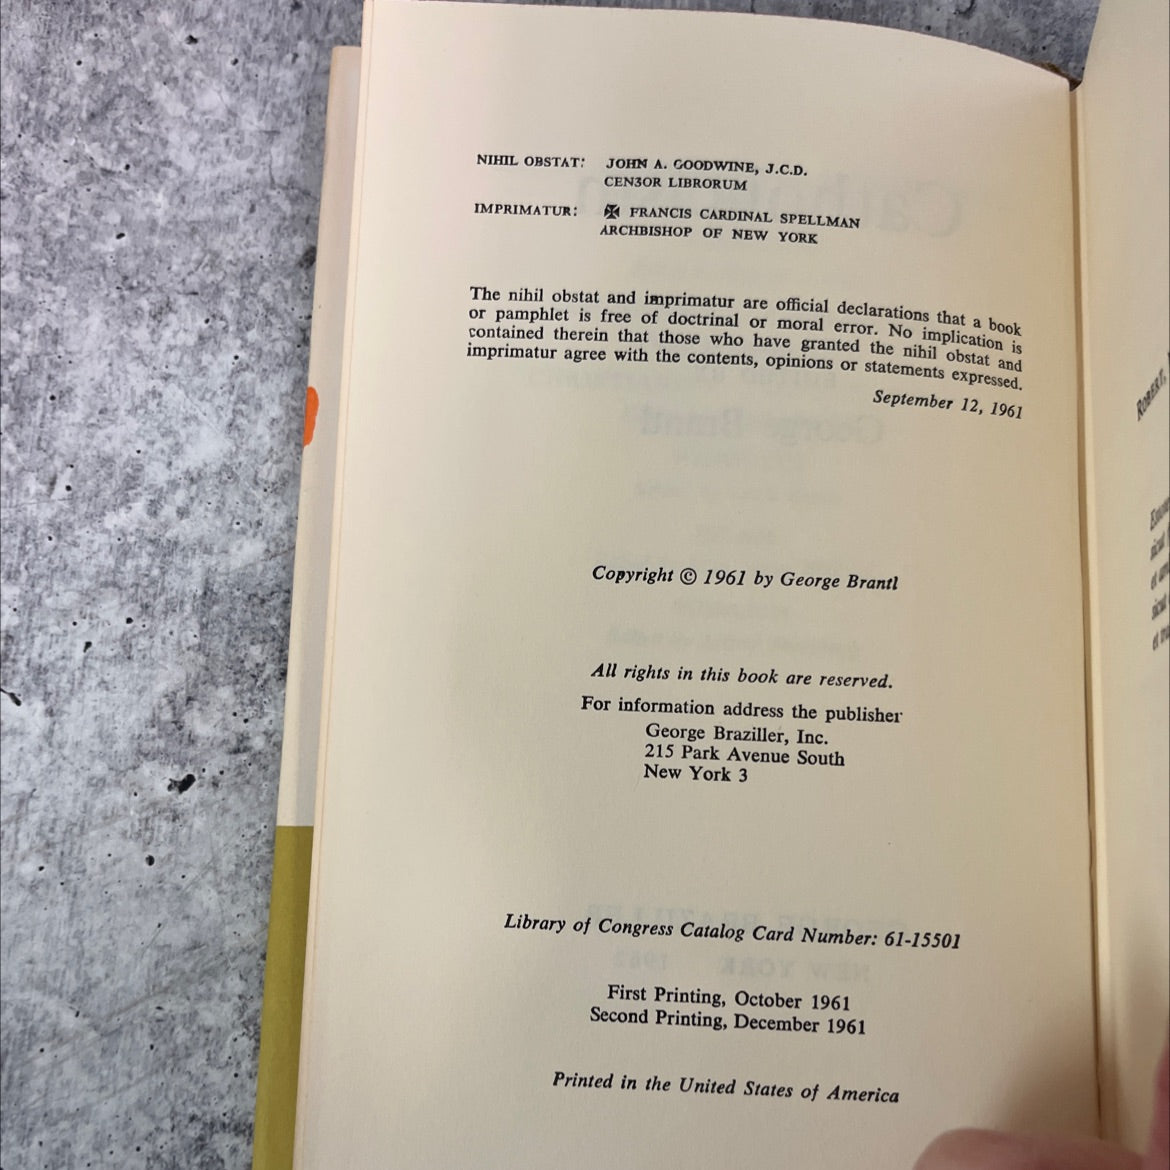 NIHIL OBSTAT: JOHN A. GOODWINE, J.C.D.
CEN3OR LIBRORUM
IMPRIMATUR: ✠ FRANCIS CARDINAL SPELLMAN
ARCHBISHOP OF NEW YORK
The nihil obstat and imprimatur are official declarations that a book
or pamphlet is free of doctrinal or moral error. No implication is
contained therein that those who have granted the nihil obstat and
imprimatur agree with the contents, opinions or statements expressed.
September 12, 1961
Copyright © 1961 by George Brantl
All rights in this book are reserved.
For information address the publisher
George Braziller, Inc.
215 Park Avenue South
New York 3
Library of Congress Catalog Card Number: 61-15501
First Printing, October 1961
Second Printing, December 1961
Printed in the United States of America
ROBERT,
sicut
sicut